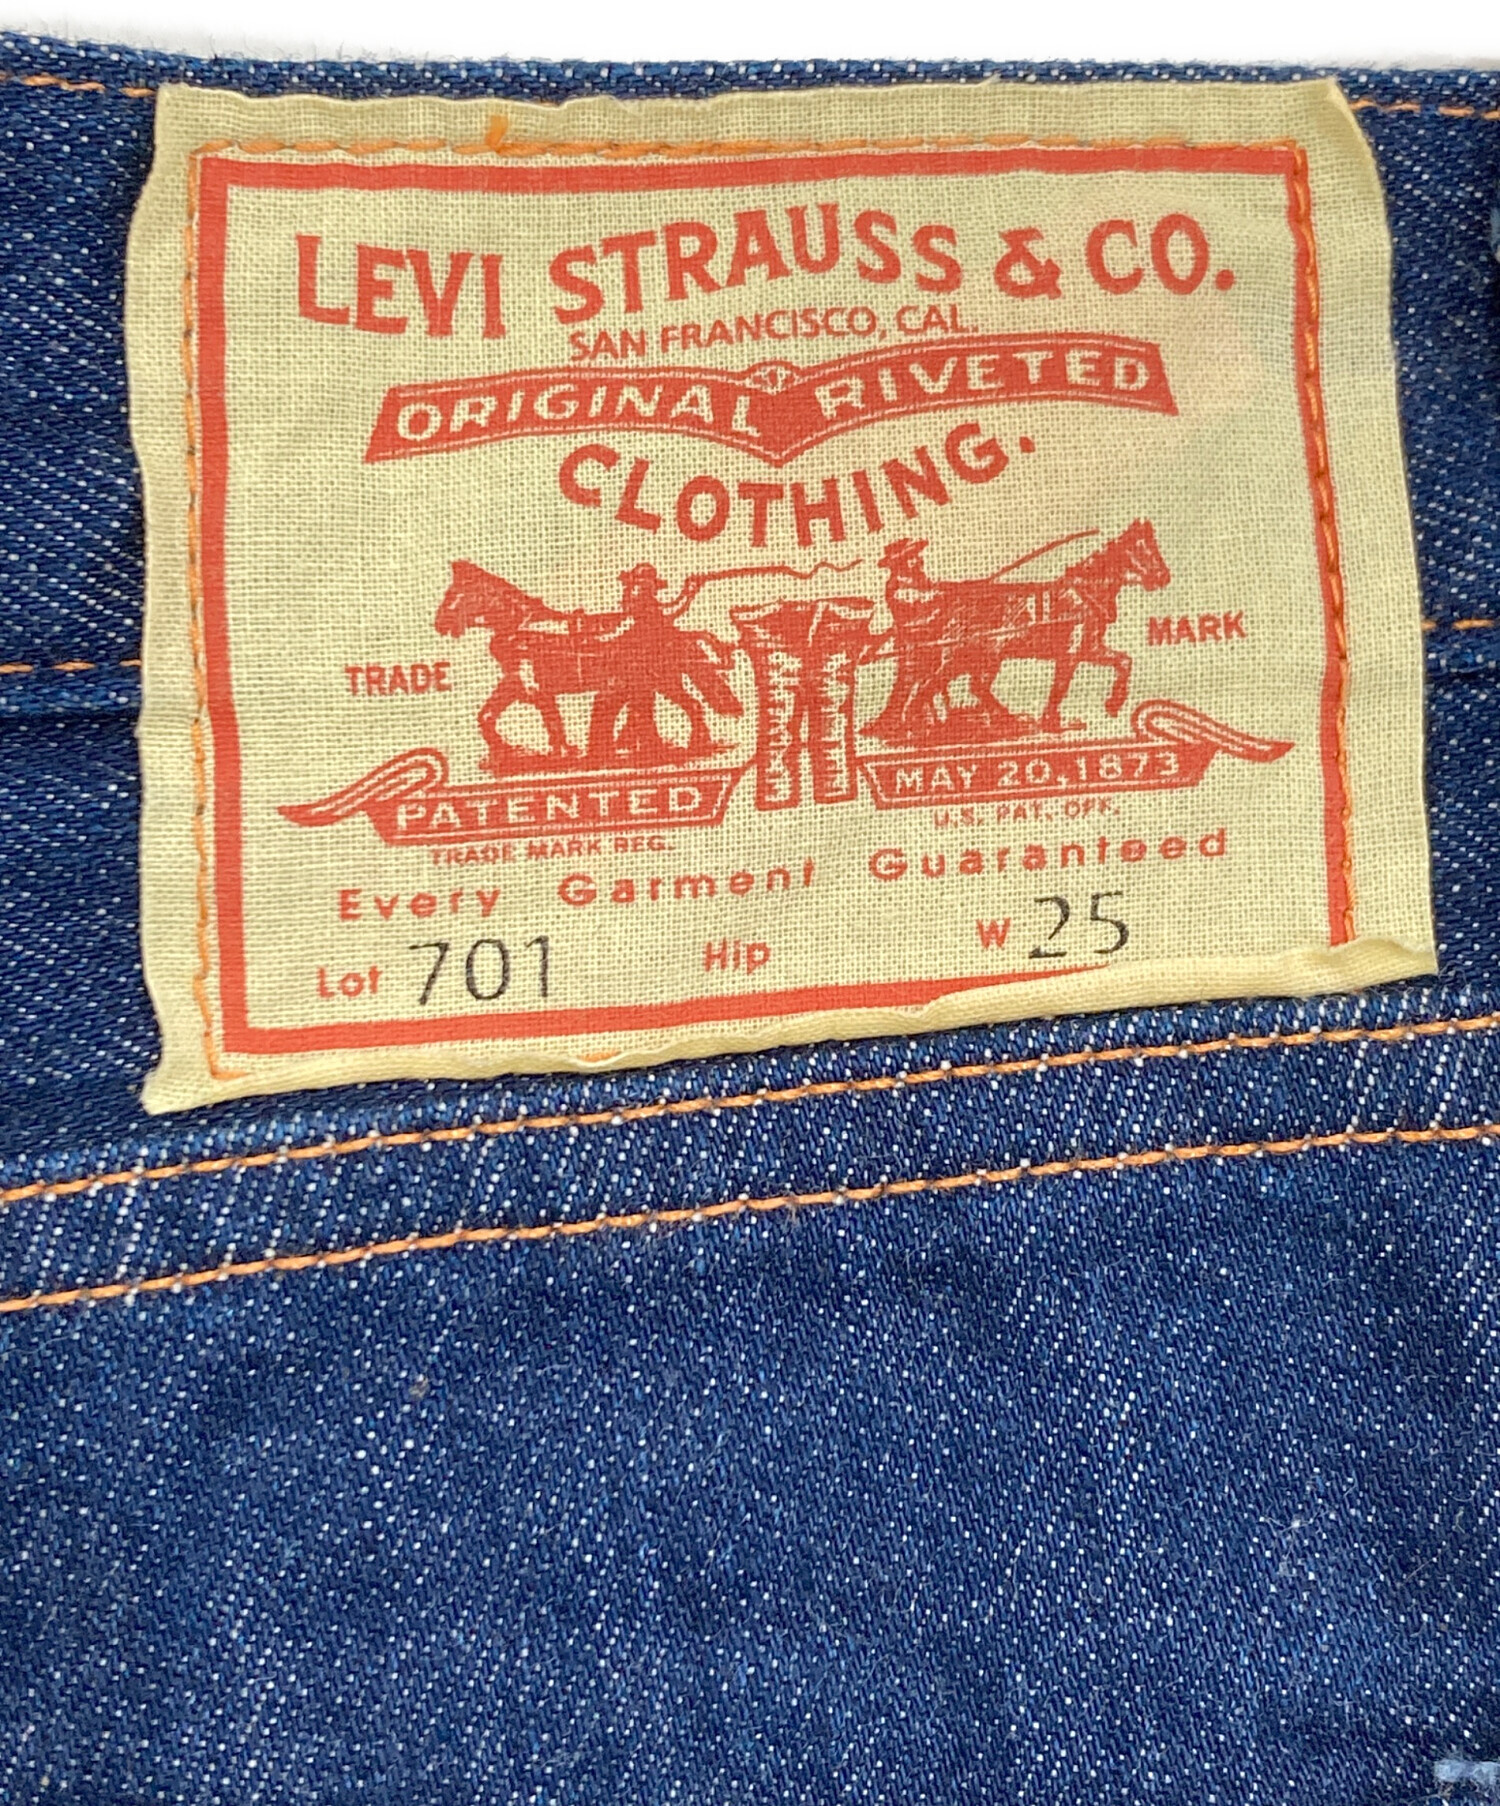 LEVI STRAUSS & CO.
SAN FRANCISCO, CAL.
ORIGINAL RIVETED
CLOTHING.
TRADE MARK
PATENTED MAY 20, 1873
TRADE MARK REG. U.S. PAT. OFF.
Every Garment Guaranteed
Lot 701 Hip W 25